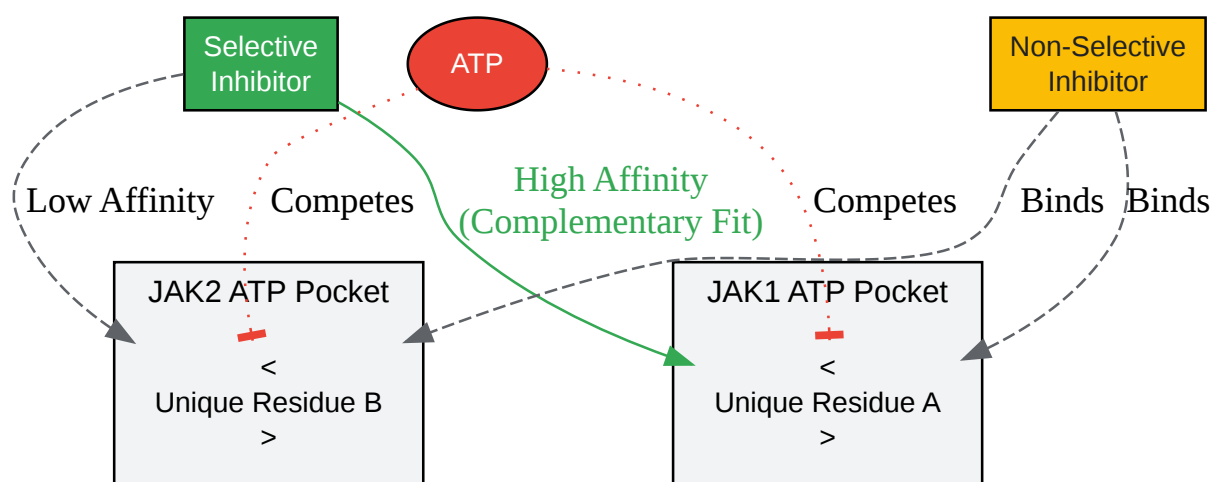 Selective
Inhibitor
ATP
Non-Selective
Inhibitor
Low Affinity
Competes
High Affinity
(Complementary Fit)
Competes
Binds
Binds
JAK2 ATP Pocket
<
Unique Residue B
>
JAK1 ATP Pocket
<
Unique Residue A
>